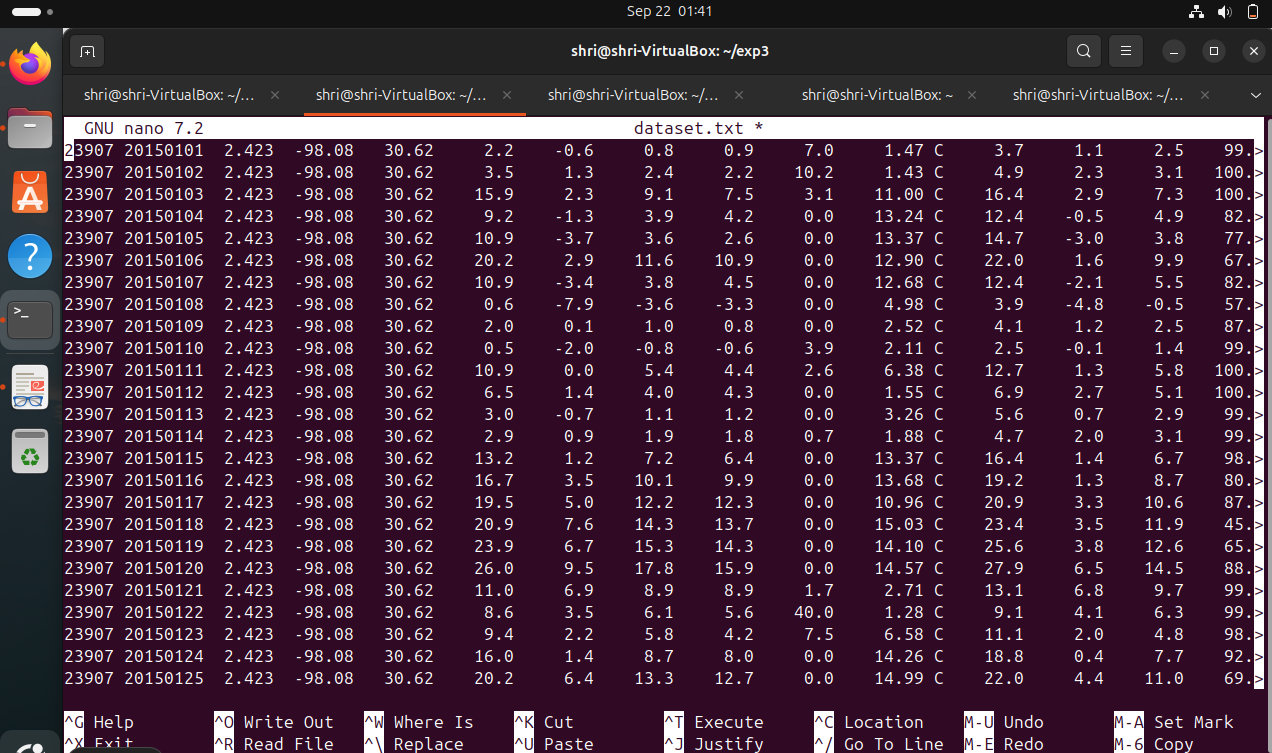 Sep 22 01:41
shri@shri-VirtualBox: ~/exp3
shri@shri-VirtualBox: ~/... shri@shri-VirtualBox: ~/... shri@shri-VirtualBox: ~/... shri@shri-VirtualBox: ~ shri@shri-VirtualBox: ~/...
GNU nano 7.2 dataset.txt *
23907 20150101 2.423 -98.08 30.62 2.2 -0.6 0.8 0.9 7.0 1.47 C 3.7 1.1 2.5 99.>
23907 20150102 2.423 -98.08 30.62 3.5 1.3 2.4 2.2 10.2 1.43 C 4.9 2.3 3.1 100.>
23907 20150103 2.423 -98.08 30.62 15.9 2.3 9.1 7.5 3.1 11.00 C 16.4 2.9 7.3 100.>
23907 20150104 2.423 -98.08 30.62 9.2 -1.3 3.9 4.2 0.0 13.24 C 12.4 -0.5 4.9 82.>
23907 20150105 2.423 -98.08 30.62 10.9 -3.7 3.6 2.6 0.0 13.37 C 14.7 -3.0 3.8 77.>
23907 20150106 2.423 -98.08 30.62 20.2 2.9 11.6 10.9 0.0 12.90 C 22.0 1.6 9.9 67.>
23907 20150107 2.423 -98.08 30.62 10.9 -3.4 3.8 4.5 0.0 12.68 C 12.4 -2.1 5.5 82.>
23907 20150108 2.423 -98.08 30.62 0.6 -7.9 -3.6 -3.3 0.0 4.98 C 3.9 -4.8 -0.5 57.>
23907 20150109 2.423 -98.08 30.62 2.0 0.1 1.0 0.8 0.0 2.52 C 4.1 1.2 2.5 87.>
23907 20150110 2.423 -98.08 30.62 0.5 -2.0 -0.8 -0.6 3.9 2.11 C 2.5 -0.1 1.4 99.>
23907 20150111 2.423 -98.08 30.62 10.9 0.0 5.4 4.4 2.6 6.38 C 12.7 1.3 5.8 100.>
23907 20150112 2.423 -98.08 30.62 6.5 1.4 4.0 4.3 0.0 1.55 C 6.9 2.7 5.1 100.>
23907 20150113 2.423 -98.08 30.62 3.0 -0.7 1.1 1.2 0.0 3.26 C 5.6 0.7 2.9 99.>
23907 20150114 2.423 -98.08 30.62 2.9 0.9 1.9 1.8 0.7 1.88 C 4.7 2.0 3.1 99.>
23907 20150115 2.423 -98.08 30.62 13.2 1.2 7.2 6.4 0.0 13.37 C 16.4 1.4 6.7 98.>
23907 20150116 2.423 -98.08 30.62 16.7 3.5 10.1 9.9 0.0 13.68 C 19.2 1.3 8.7 80.>
23907 20150117 2.423 -98.08 30.62 19.5 5.0 12.2 12.3 0.0 10.96 C 20.9 3.3 10.6 87.>
23907 20150118 2.423 -98.08 30.62 20.9 7.6 14.3 13.7 0.0 15.03 C 23.4 3.5 11.9 45.>
23907 20150119 2.423 -98.08 30.62 23.9 6.7 15.3 14.3 0.0 14.10 C 25.6 3.8 12.6 65.>
23907 20150120 2.423 -98.08 30.62 26.0 9.5 17.8 15.9 0.0 14.57 C 27.9 6.5 14.5 88.>
23907 20150121 2.423 -98.08 30.62 11.0 6.9 8.9 8.9 1.7 2.71 C 13.1 6.8 9.7 99.>
23907 20150122 2.423 -98.08 30.62 8.6 3.5 6.1 5.6 40.0 1.28 C 9.1 4.1 6.3 99.>
23907 20150123 2.423 -98.08 30.62 9.4 2.2 5.8 4.2 7.5 6.58 C 11.1 2.0 4.8 98.>
23907 20150124 2.423 -98.08 30.62 16.0 1.4 8.7 8.0 0.0 14.26 C 18.8 0.4 7.7 92.>
23907 20150125 2.423 -98.08 30.62 20.2 6.4 13.3 12.7 0.0 14.99 C 22.0 4.4 11.0 69.>
^G Help ^O Write Out ^W Where Is ^K Cut ^T Execute ^C Location M-U Undo M-A Set Mark
^X Exit ^R Read File ^\ Replace ^U Paste ^J Justify ^/ Go To Line M-E Redo M-6 Copy